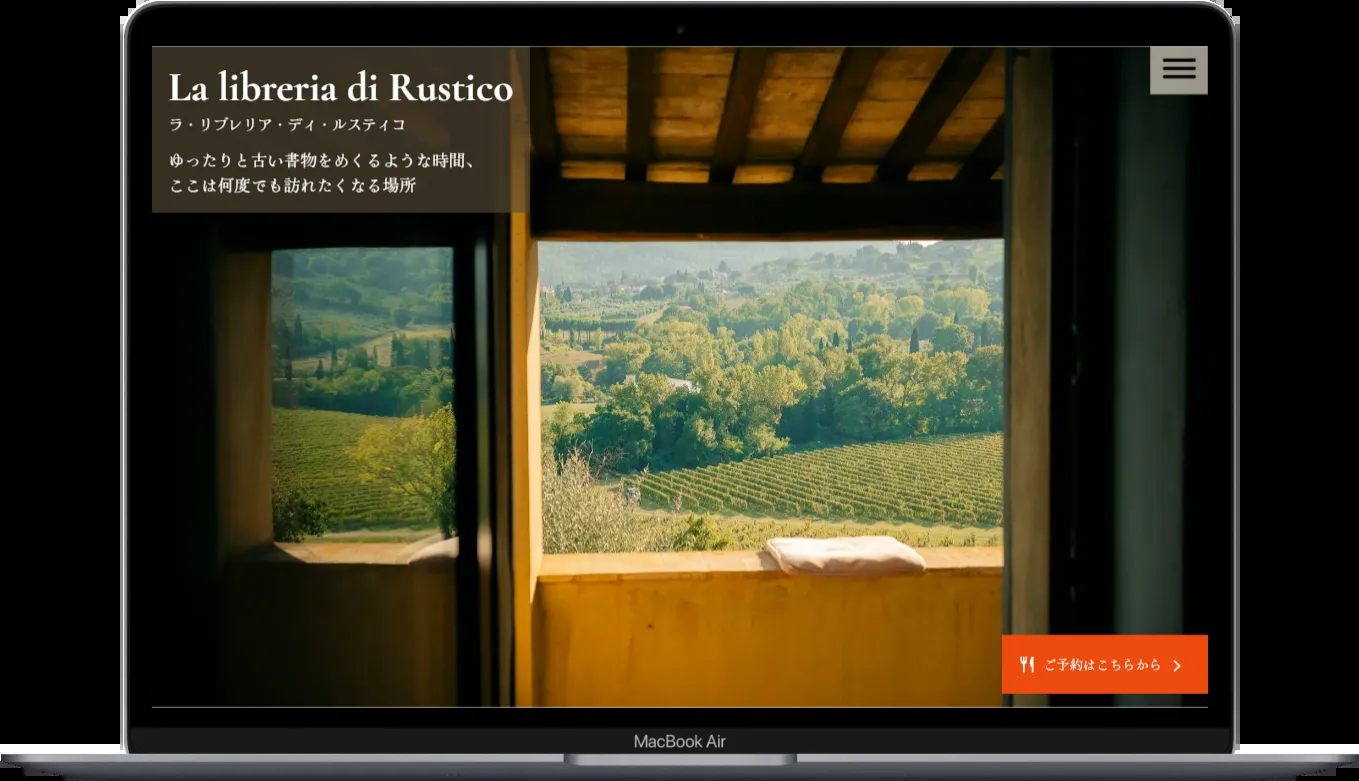 La libreria di Rustico
ラ・リブレリア・ディ・ルスティコ
ゆったりと古い書物をめくるような時間、
ここは何度でも訪れたくなる場所
ご予約はこちらから
MacBook Air